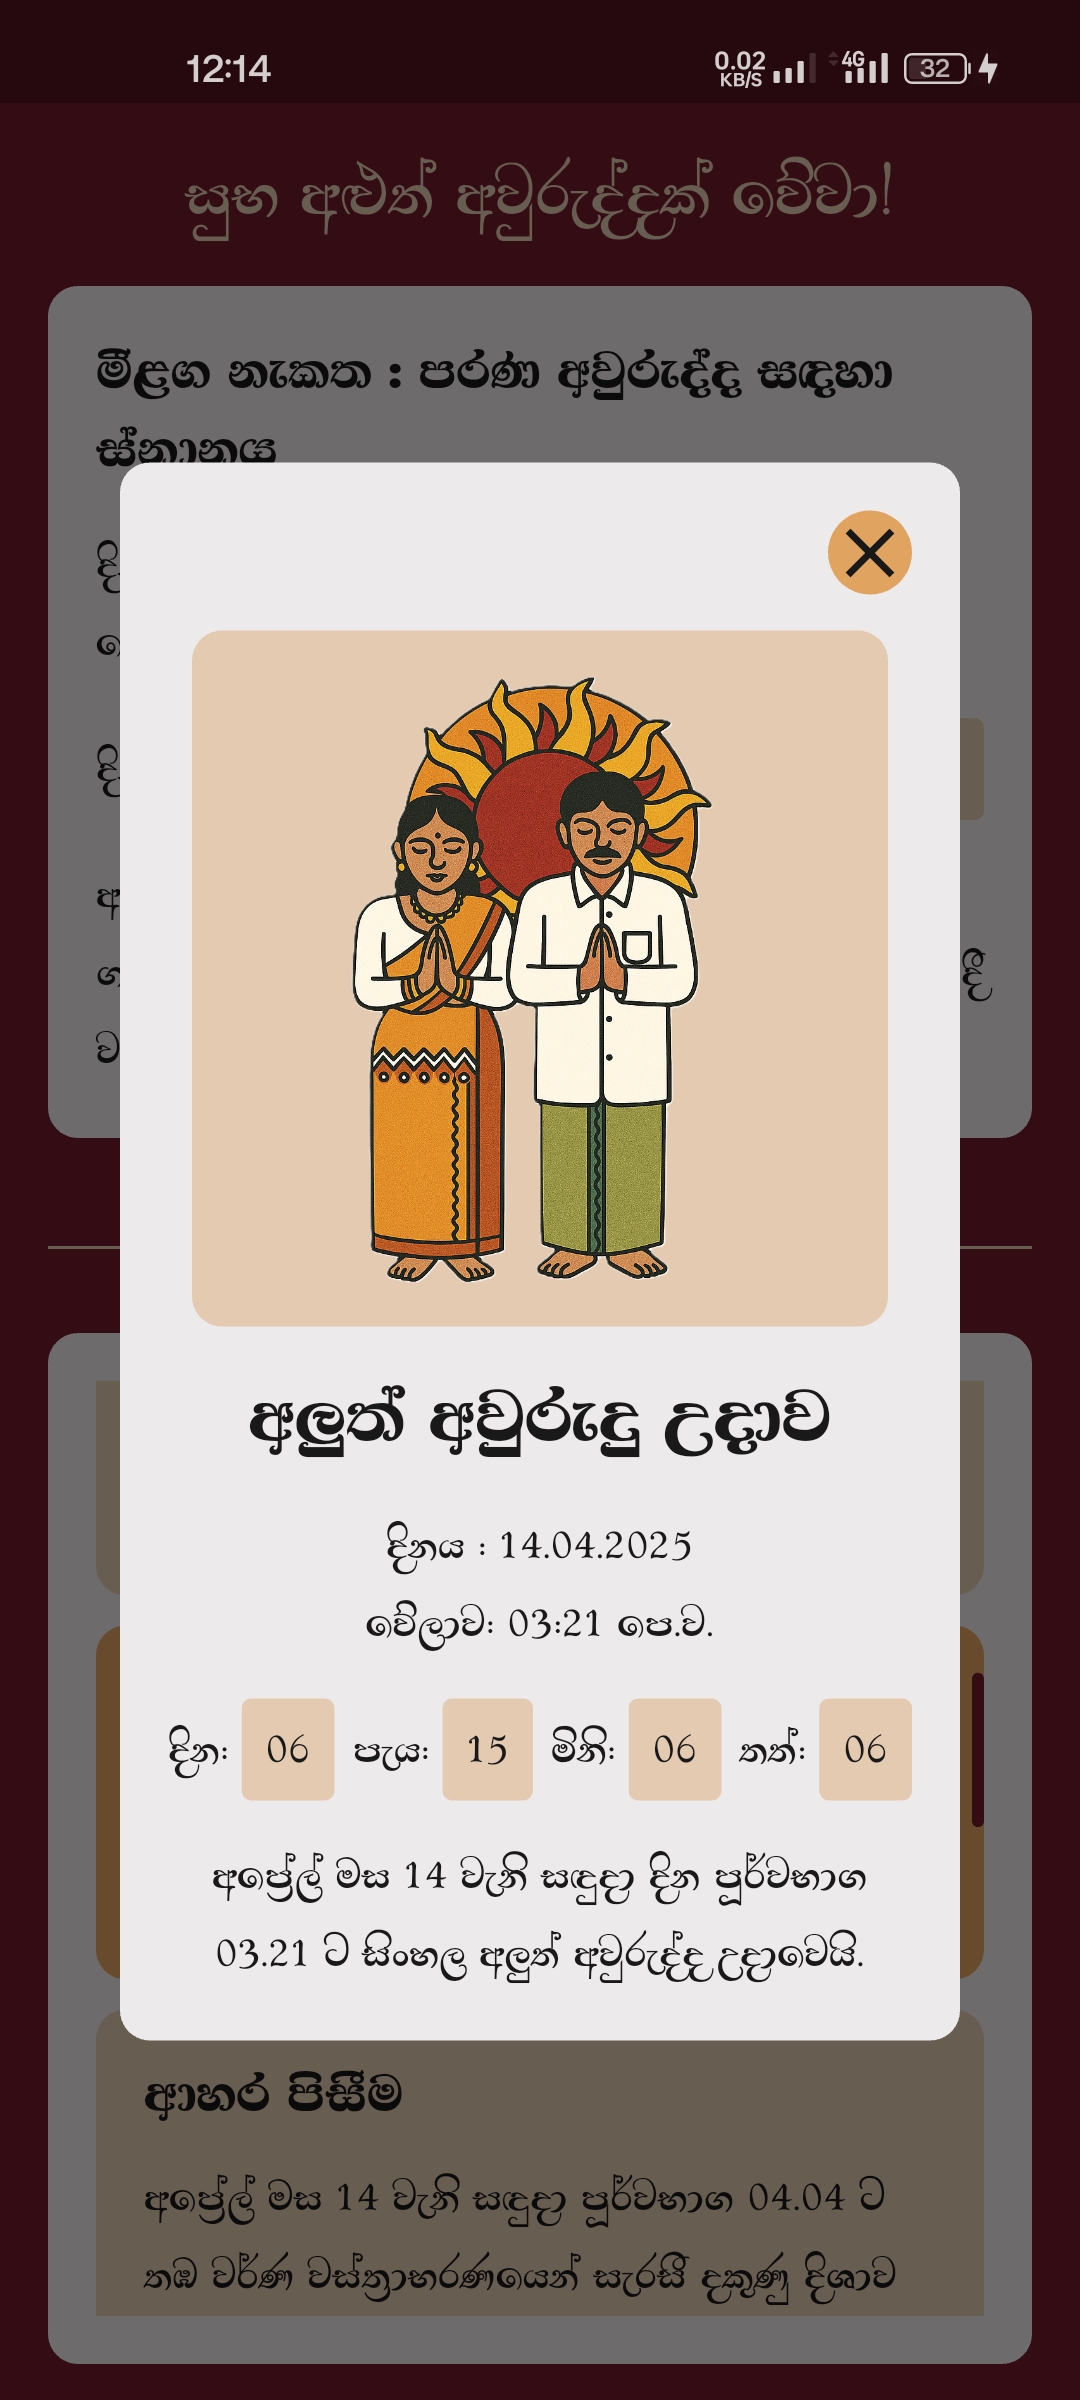 12:14
0.02 KB/S 4G 32
සුභ අළුත් අවුරුද්දක් වේවා!
මීළග නැකත : පරණ අවුරුද්ද සඳහා
ස්නානය
අලුත් අවුරුදු උදාව
දිනය : 14.04.2025
වේලාව: 03:21 පෙ.ව.
දින: 06 පැය: 15 මිනි: 06 තත්: 06
අප්‍රේල් මස 14 වැනි සඳුදා දින පූර්වභාග
03.21 ට සිංහල අලුත් අවුරුද්ද උදාවෙයි.
ආහර පිසීම
අප්‍රේල් මස 14 වැනි සඳුදා පූර්වභාග 04.04 ට
තඹ වර්ණ වස්ත්‍රාභරණයෙන් සැරසී දකුණු දිශාව